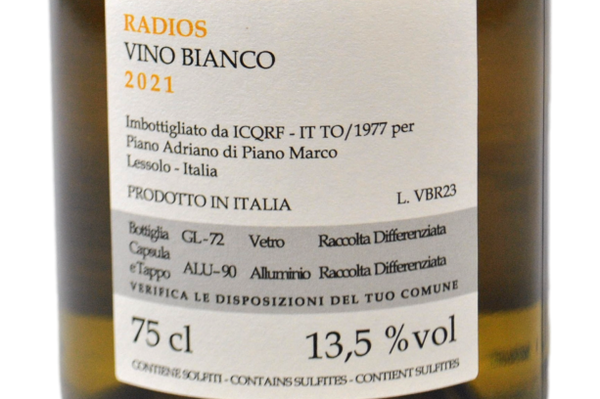 RADIOS
VINO BIANCO
2021
Imbottigliato da ICQRF - IT TO/1977 per
Piano Adriano di Piano Marco
Lessolo - Italia
PRODOTTO IN ITALIA L. VBR23
Bottiglia GL-72 Vetro Raccolta Differenziata
Capsula
e Tappo ALU-90 Alluminio Raccolta Differenziata
VERIFICA LE DISPOSIZIONI DEL TUO COMUNE
75 cl 13,5 %vol
CONTIENE SOLFITI - CONTAINS SULFITES - CONTIENT SULFITES